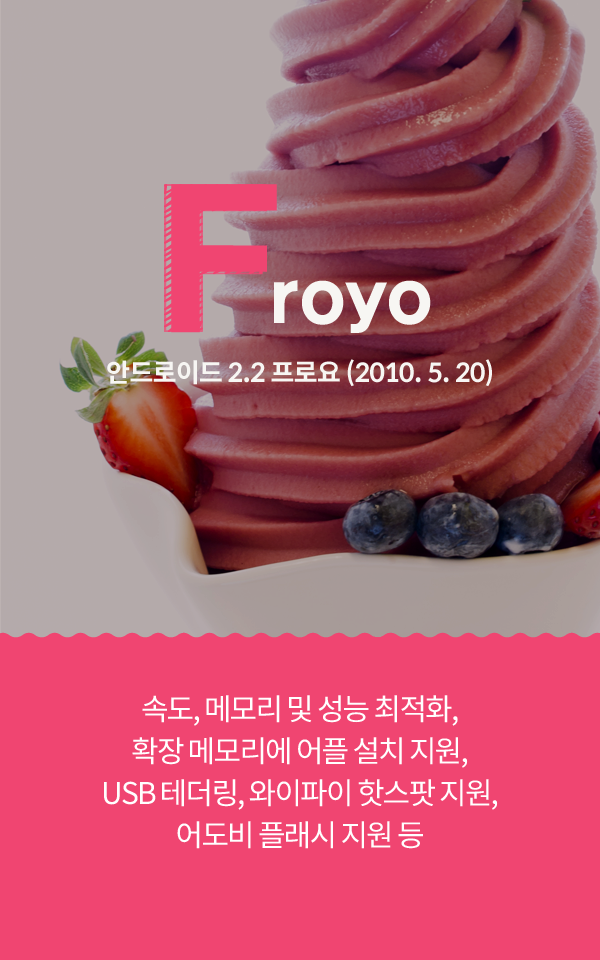 Froyo
안드로이드 2.2 프로요 (2010. 5. 20)
속도, 메모리 및 성능 최적화,
확장 메모리에 어플 설치 지원,
USB 테더링, 와이파이 핫스팟 지원,
어도비 플래시 지원 등